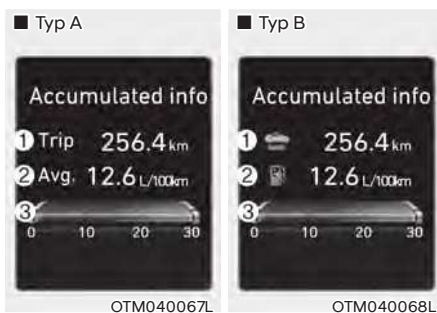 ■ Typ A
Accumulated info
① Trip 256.4 km
② Avg. 12.6 L/100km
③
0 10 20 30
OTM040067L
■ Typ B
Accumulated info
① 256.4 km
② 12.6 L/100km
③
0 10 20 30
OTM040068L